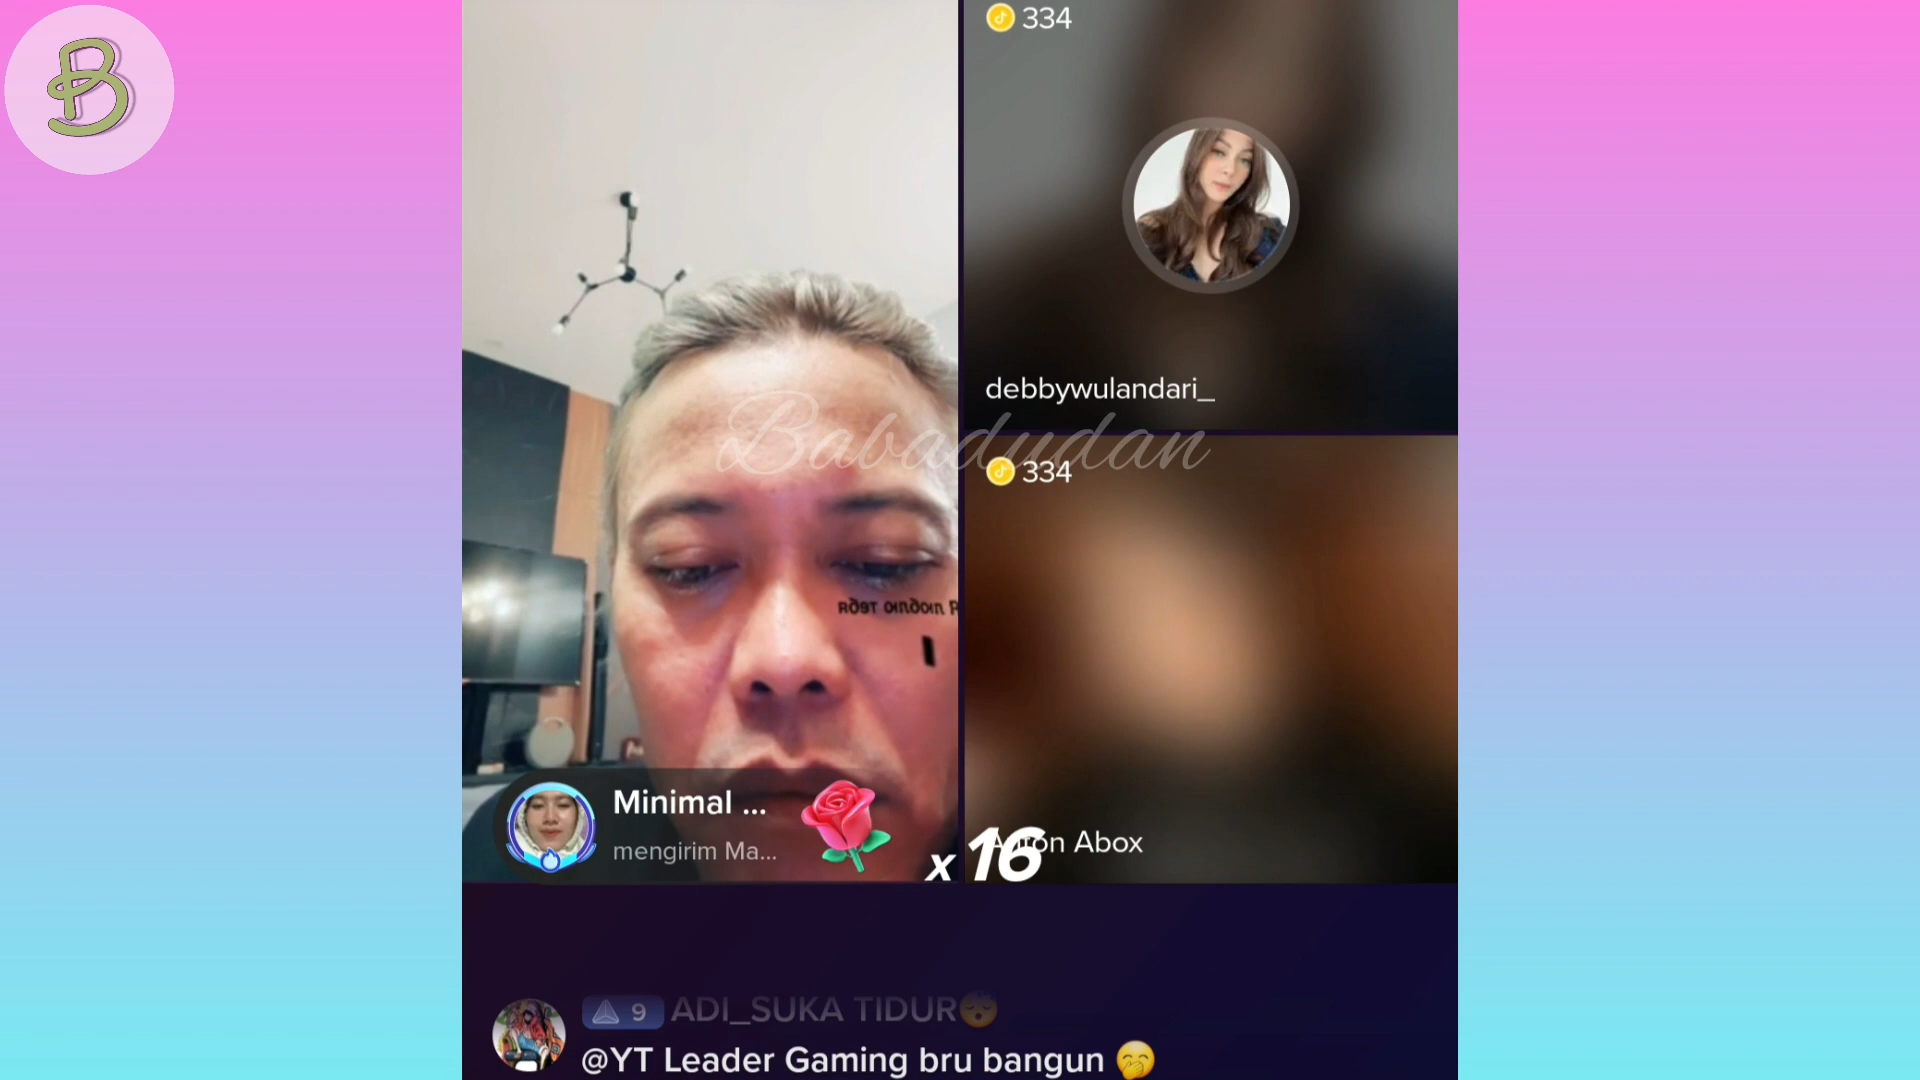 B
334
debbywulandari_
Babadudan
334
Minimal ...
mengirim Ma...
x 16
Abox
9 ADI_SUKA TIDUR😴
@YT Leader Gaming bru bangun 🤭